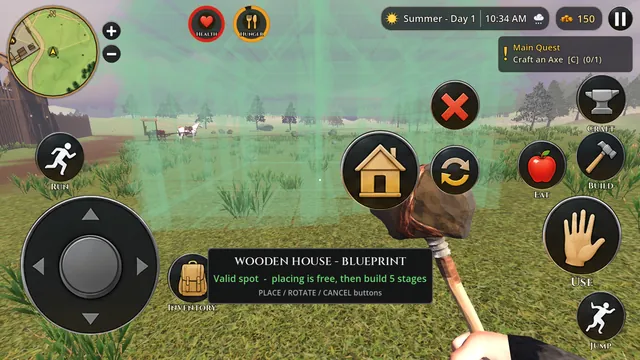 HEALTH
HUNGER
Summer - Day 1 | 10:34 AM
150
! Main Quest
Craft an Axe [C] (0/1)
CRAFT
RUN
EAT
BUILD
USE
WOODEN HOUSE - BLUEPRINT
Valid spot - placing is free, then build 5 stages
PLACE / ROTATE / CANCEL buttons
INVENTORY
JUMP
A